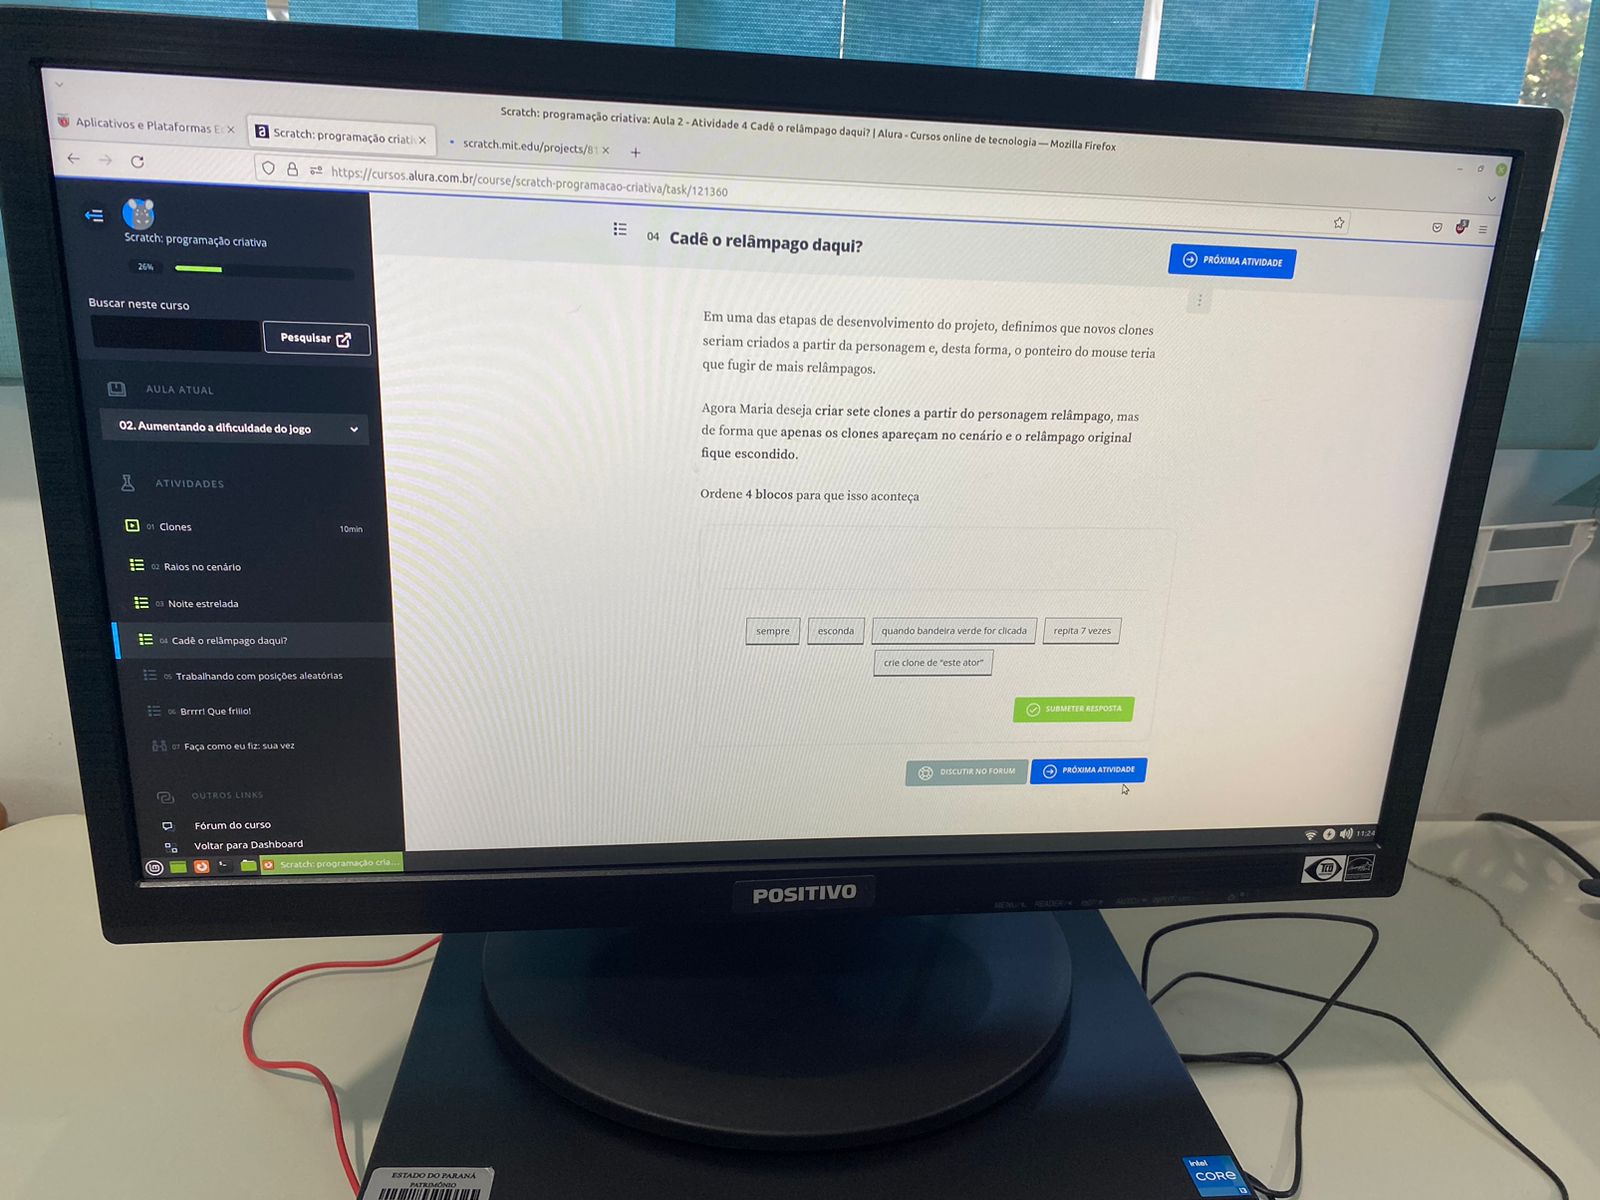 Scratch: programação criativa: Aula 2 - Atividade 4 Cadê o relâmpago daqui? | Alura - Cursos online de tecnologia — Mozilla Firefox
Aplicativos e Plataformas E
Scratch: programação criati
scratch.mit.edu/projects/81
https://cursos.alura.com.br/course/scratch-programacao-criativa/task/121360
Scratch: programação criativa
26%
Buscar neste curso
Pesquisar
AULA ATUAL
02. Aumentando a dificuldade do jogo
ATIVIDADES
01 Clones 10min
02 Raios no cenário
03 Noite estrelada
04 Cadê o relâmpago daqui?
05 Trabalhando com posições aleatórias
06 Brrrr! Que friiio!
07 Faça como eu fiz: sua vez
OUTROS LINKS
Fórum do curso
Voltar para Dashboard
04 Cadê o relâmpago daqui?
PRÓXIMA ATIVIDADE
Em uma das etapas de desenvolvimento do projeto, definimos que novos clones
seriam criados a partir da personagem e, desta forma, o ponteiro do mouse teria
que fugir de mais relâmpagos.
Agora Maria deseja criar sete clones a partir do personagem relâmpago, mas
de forma que apenas os clones apareçam no cenário e o relâmpago original
fique escondido.
Ordene 4 blocos para que isso aconteça
sempre esconda quando bandeira verde for clicada repita 7 vezes
crie clone de "este ator"
SUBMETER RESPOSTA
DISCUTIR NO FORUM PRÓXIMA ATIVIDADE
Scratch: programação cria...
11:24
POSITIVO
TCO
ESTADO DO PARANÁ
PATRIMÔNIO
intel
CORE
i3